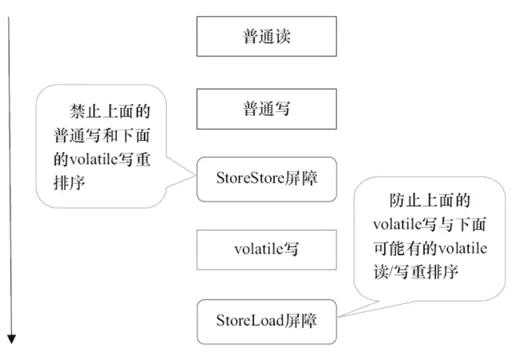 普通读
普通写
禁止上面的
普通写和下面
的volatile写重
排序
StoreStore屏障
防止上面的
volatile写与下面
可能有的volatile
读/写重排序
volatile写
StoreLoad屏障